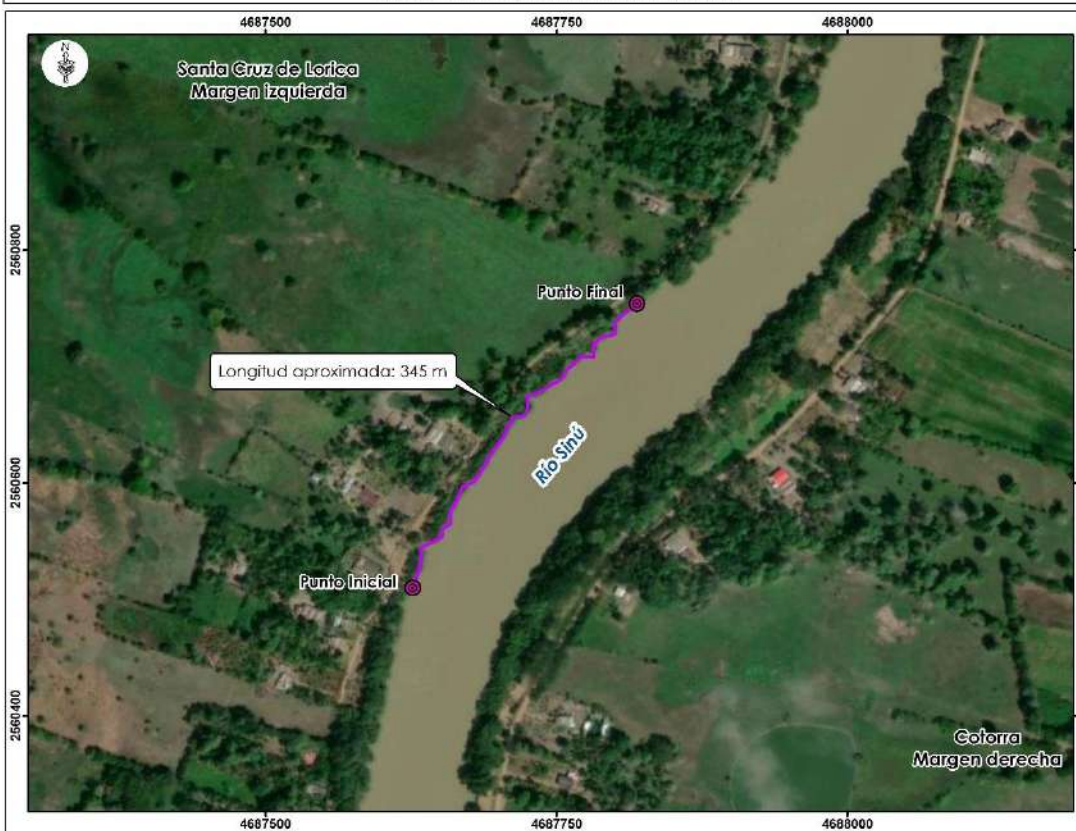 4687500
4687750
4688000
N
Santa Cruz de Lorica
Margen izquierda
2560800
Punto Final
Longitud aproximada: 345 m
Río Sinú
2560600
Punto Inicial
2560400
Cotorra
Margen derecha
4687500
4687750
4688000